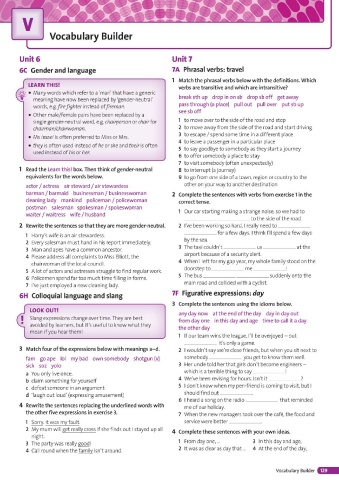 V
Vocabulary Builder
Unit 6
6C Gender and language
LEARN THIS!
• Many words which refer to a 'man' that have a generic
meaning have now been replaced by 'gender-neutral'
words, e.g. fire fighter instead of fireman.
• Other male/female pairs have been replaced by a
single gender-neutral word, e.g. chairperson or chair for
chairman/chairwoman.
• Ms /məz/ is often preferred to Miss or Mrs.
• they is often used instead of he or she and their is often
used instead of his or her.
1 Read the Learn this! box. Then think of gender-neutral
equivalents for the words below.
actor / actress air steward / air stewardess
barman / barmaid businessman / businesswoman
cleaning lady mankind policeman / policewoman
postman salesman spokesman / spokeswoman
waiter / waitress wife / husband
2 Rewrite the sentences so that they are more gender-neutral.
1 Harry's wife is an air stewardess.
2 Every salesman must hand in his report immediately.
3 Man and apes have a common ancestor.
4 Please address all complaints to Miss Elliott, the
chairwoman of the local council.
5 A lot of actors and actresses struggle to find regular work.
6 Policemen spend far too much time filling in forms.
7 I've just employed a new cleaning lady.
6H Colloquial language and slang
LOOK OUT!
Slang expressions change over time. They are best
avoided by learners, but it's useful to know what they
mean if you hear them!
3 Match four of the expressions below with meanings a–d.
fam go ape lol my bad own somebody shotgun (x)
sick soz yolo
a You only live once.
b claim something for yourself
c defeat someone in an argument
d 'laugh out loud' (expressing amusement)
4 Rewrite the sentences replacing the underlined words with
the other five expressions in exercise 3.
1 Sorry. It was my fault.
2 My mum will get really cross if she finds out I stayed up all
night.
3 The party was really good!
4 Call round when the family isn't around.
Unit 7
7A Phrasal verbs: travel
1 Match the phrasal verbs below with the definitions. Which
verbs are transitive and which are intransitive?
break sth up drop in on sb drop sb off get away
pass through (a place) pull out pull over put sb up
see sb off
1 to move over to the side of the road and stop
2 to move away from the side of the road and start driving
3 to escape / spend some time in a different place
4 to leave a passenger in a particular place
5 to say goodbye to somebody as they start a journey
6 to offer somebody a place to stay
7 to visit somebody (often unexpectedly)
8 to interrupt (a journey)
9 to go from one side of a town, region or country to the
other on your way to another destination
2 Complete the sentences with verbs from exercise 1 in the
correct tense.
1 Our car starting making a strange noise, so we had to
to the side of the road.
2 I've been working so hard, I really need to
for a few days. I think I'll spend a few days
by the sea.
3 The taxi couldn't us at the
airport because of a security alert.
4 When I left for my gap year, my whole family stood on the
doorstep to me !
5 The bus suddenly onto the
main road and collided with a cyclist.
7F Figurative expressions: day
3 Complete the sentences using the idioms below.
any day now at the end of the day day in day out
from day one in this day and age time to call it a day
the other day
1 If our team wins the league, I'll be overjoyed – but
it's only a game.
2 I wouldn't say we're close friends, but when you sit next to
somebody you get to know them well.
3 Her uncle told her that girls don't become engineers –
which is a terrible thing to say !
4 We've been revising for hours. Isn't it ?
5 I can't know when my pen-friend is coming to visit, but I
should find out .
6 I heard a song on the radio that reminded
me of our holiday.
7 When the new managers took over the café, the food and
service were better .
4 Complete these sentences with your own ideas.
1 From day one, ... 3 In this day and age,
2 It was as clear as day that ... 4 At the end of the day,
Vocabulary Builder 129